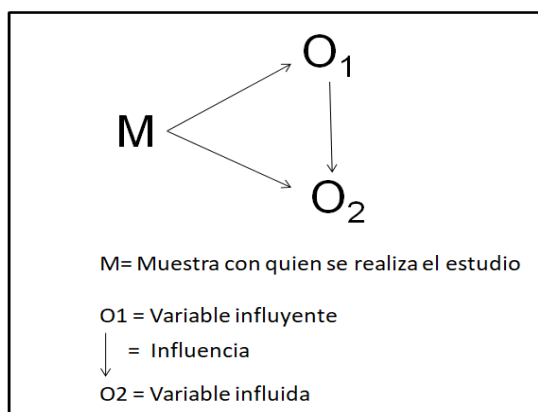 O₁
M
O₂
M= Muestra con quien se realiza el estudio
O1 = Variable influyente
= Influencia
O2 = Variable influida